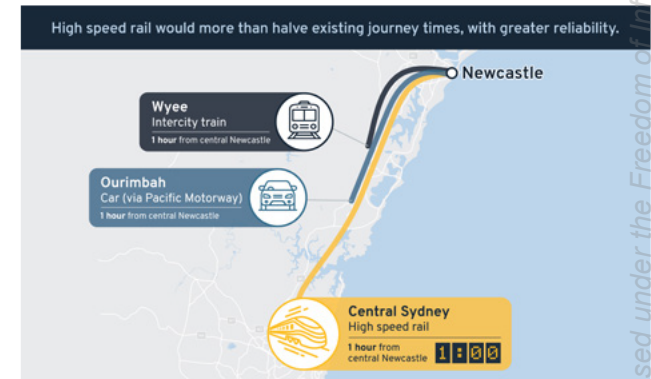 High speed rail would more than halve existing journey times, with greater reliability.
Newcastle
Wyee
Intercity train
1 hour from central Newcastle
Ourimbah
Car (via Pacific Motorway)
1 hour from central Newcastle
Central Sydney
High speed rail
1 hour from
central Newcastle
1:00
sed under the Freedom of Inf